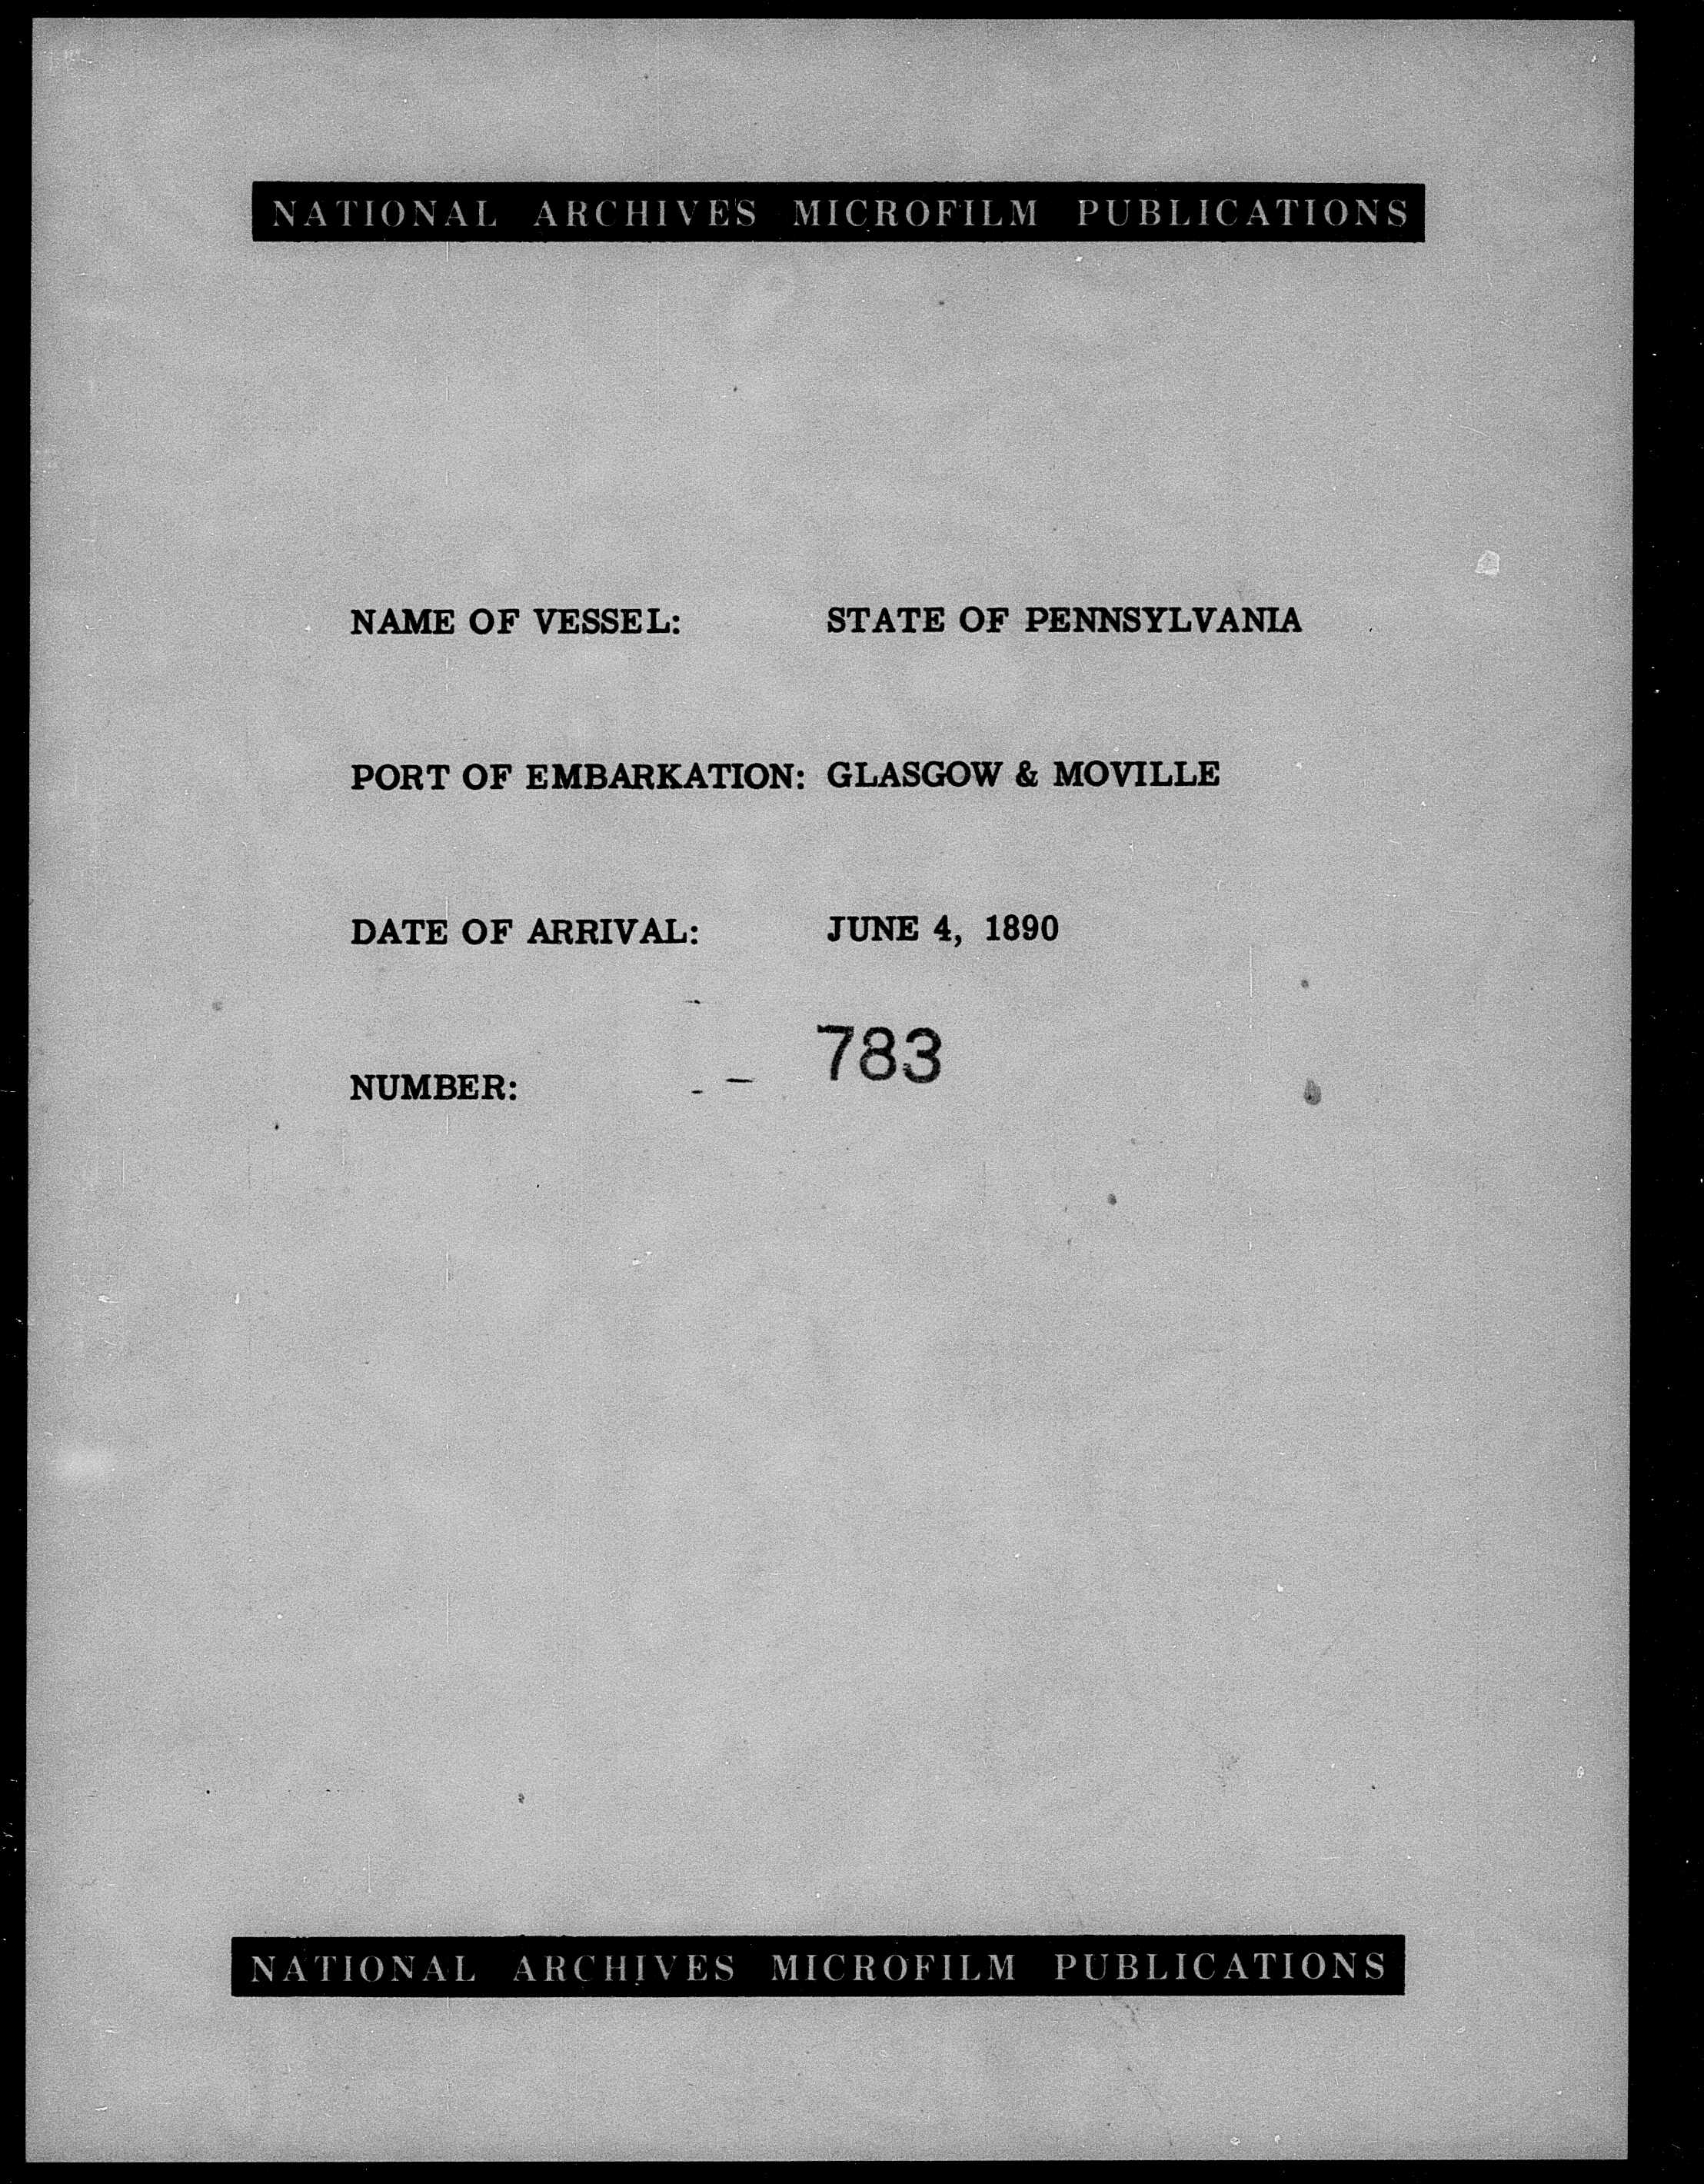 NATIONAL ARCHIVES MICROFILM PUBLICATIONS
NAME OF VESSEL: STATE OF PENNSYLVANIA
PORT OF EMBARKATION: GLASGOW & MOVILLE
DATE OF ARRIVAL: JUNE 4, 1890
NUMBER: 783
NATIONAL ARCHIVES MICROFILM PUBLICATIONS